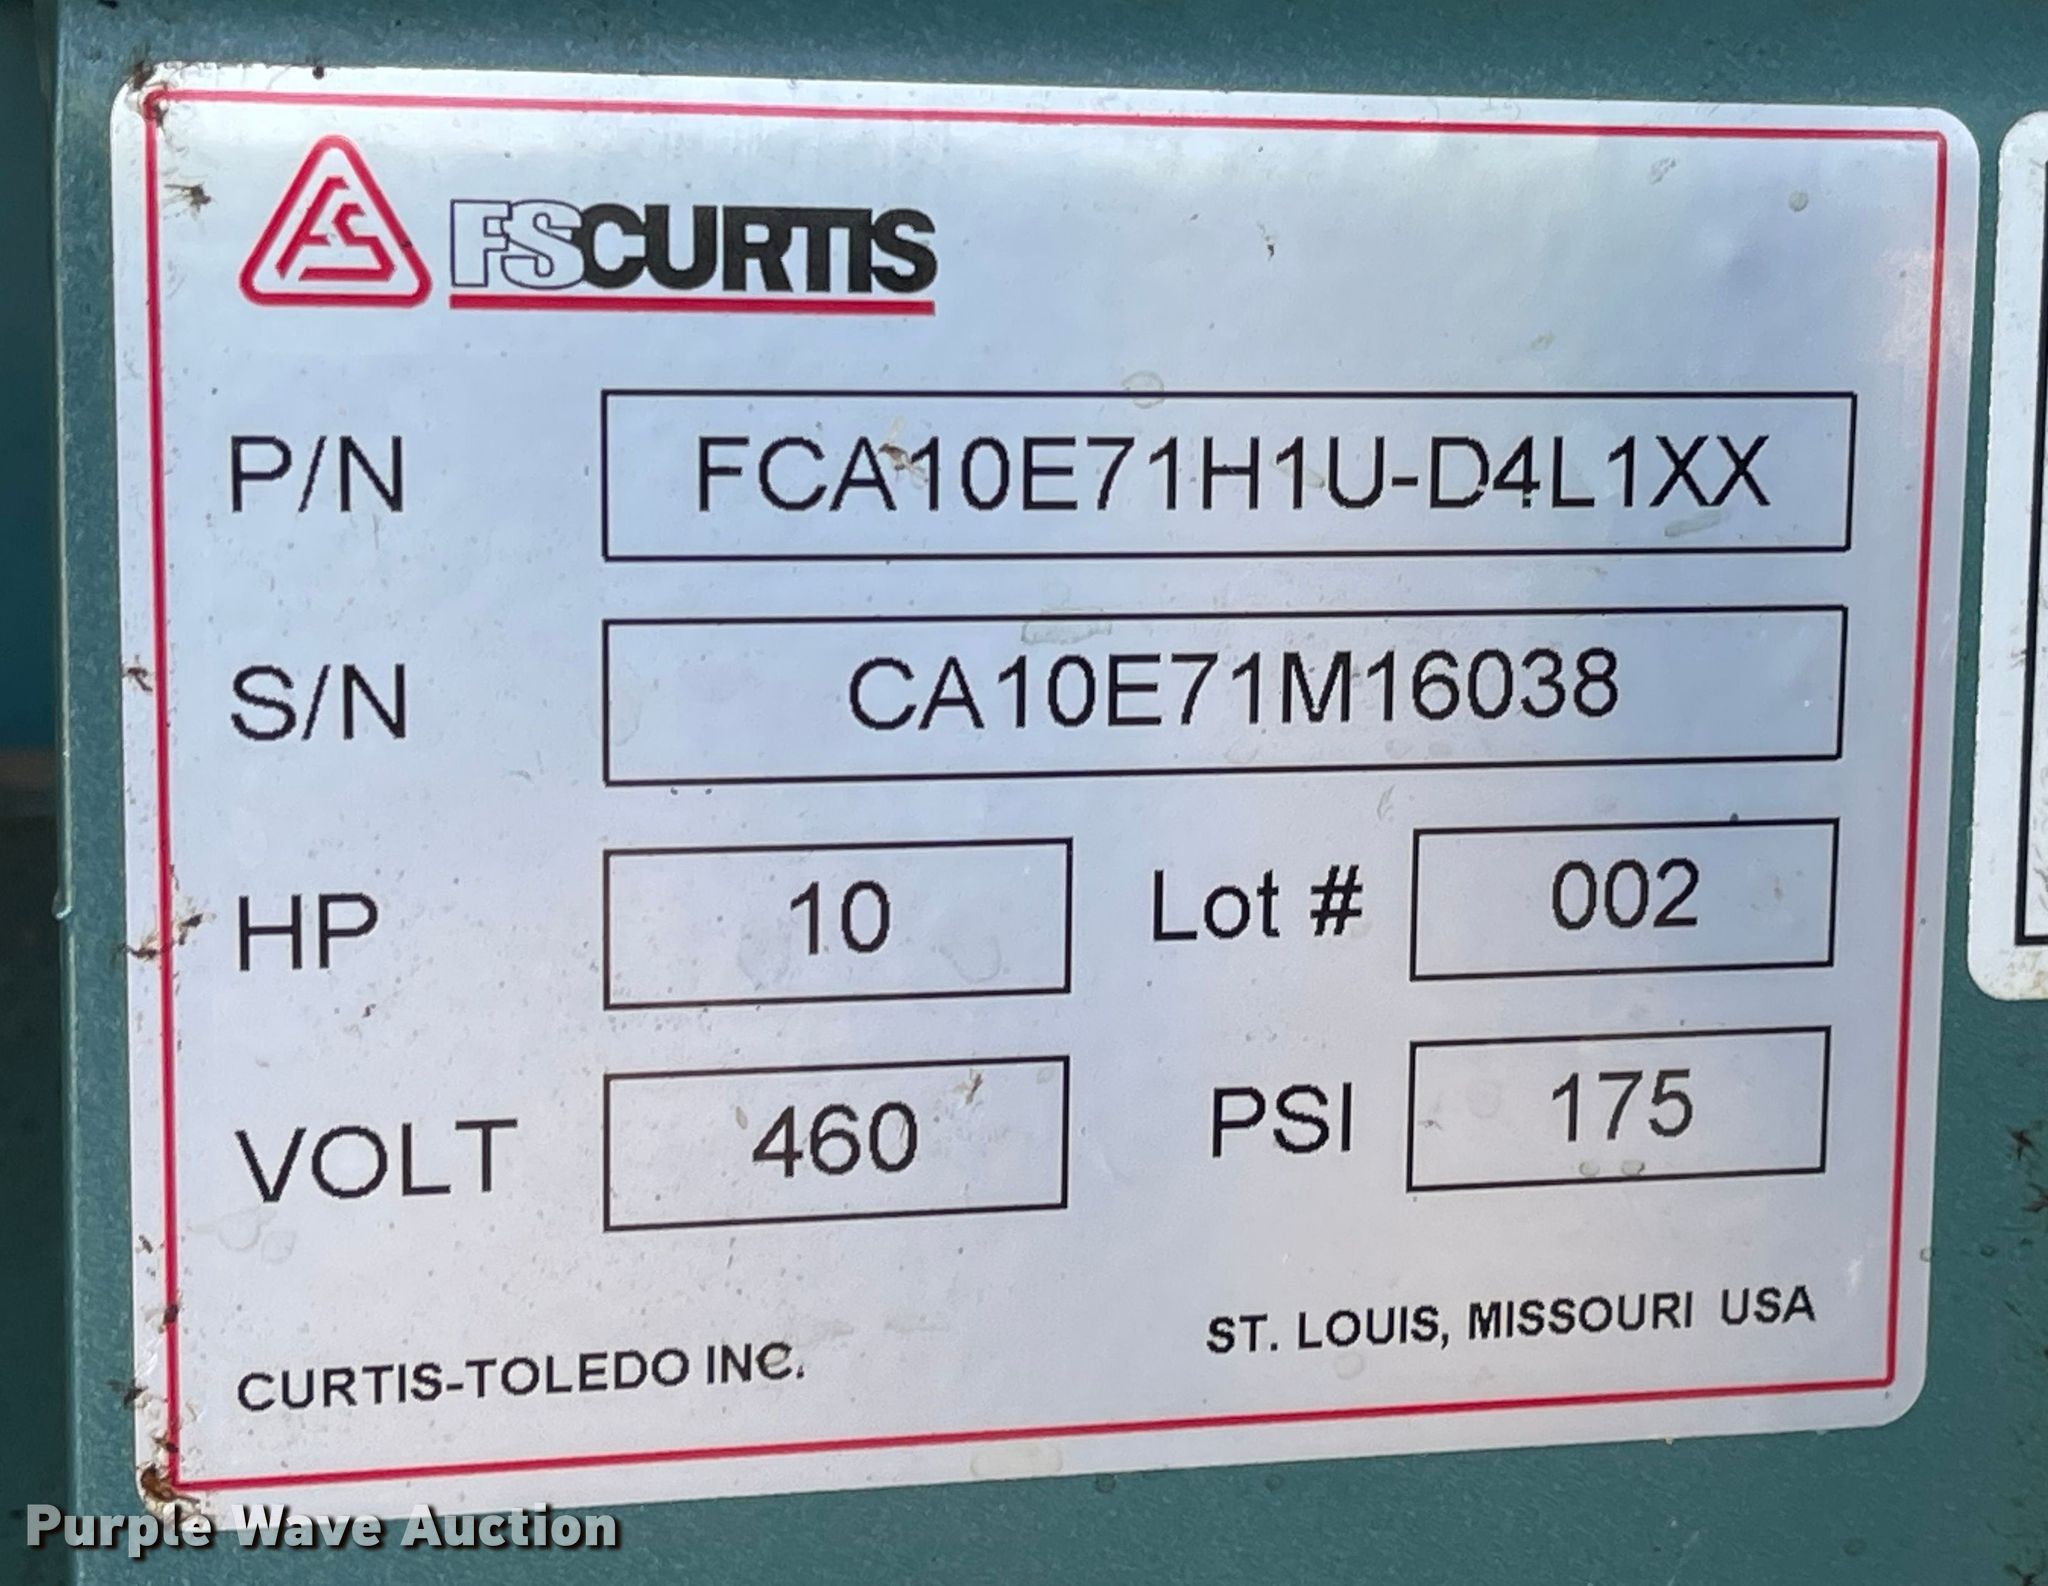 FS FSCURTIS
P/N FCA10E71H1U-D4L1XX
S/N CA10E71M16038
HP 10 Lot # 002
VOLT 460 PSI 175
CURTIS-TOLEDO INC. ST. LOUIS, MISSOURI USA
Purple Wave Auction